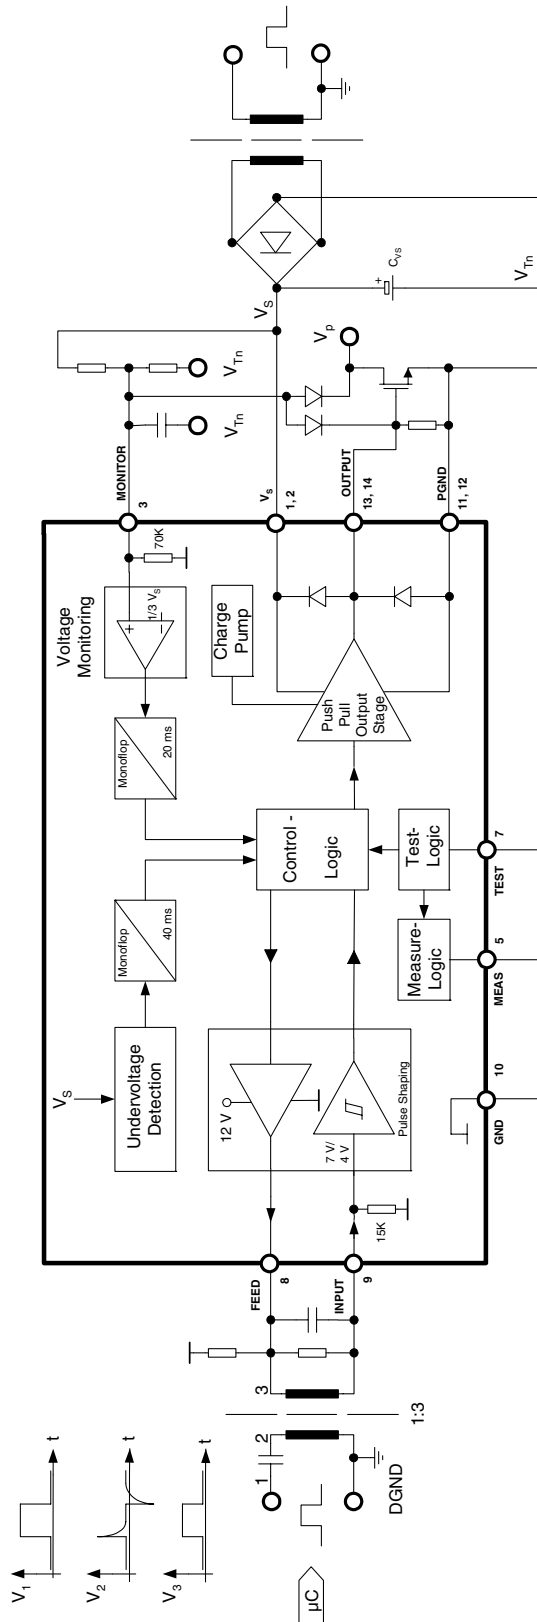 V1
t
V2
t
V3
t
µC
1
2
3
DGND
1:3
FEED
8
INPUT
9
15K
VS
Undervoltage
Detection
Monoflop
40 ms
Monoflop
20 ms
Voltage
Monitoring
+
−
1/3 VS
70K
MONITOR
3
12 V
7 V/
4 V
Pulse Shaping
Control -
Logic
Charge
Pump
Push
Pull
Output
Stage
Measure-
Logic
Test-
Logic
GND
10
MEAS
5
TEST
7
Vs
1, 2
OUTPUT
13, 14
PGND
11, 12
VTn
VTn
Vp
VS
+
CVS
VTn